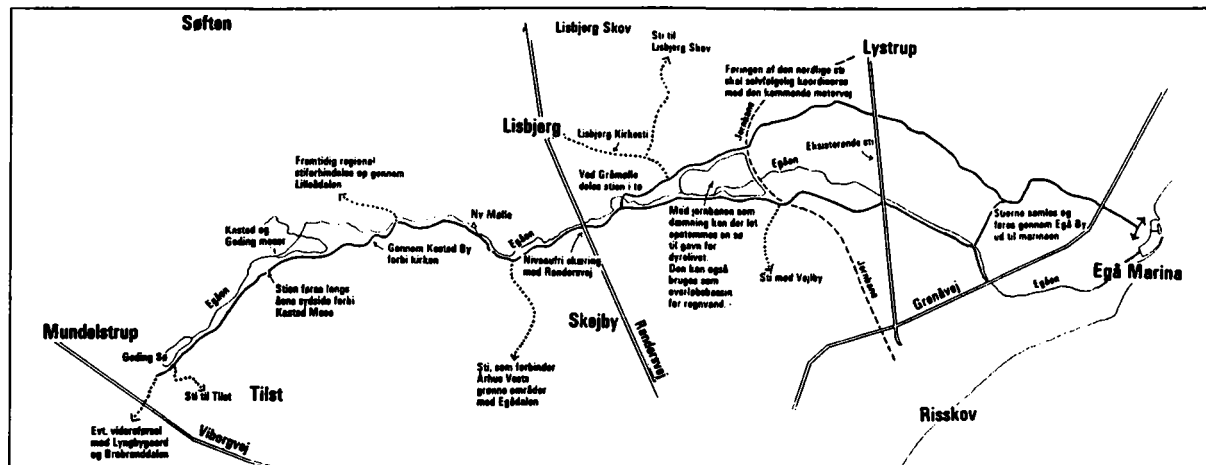 Søften
Lisbjerg Skov
Sti til
Lisbjerg Skov
Føringen af den nordlige sti
skal selvfølgelig koordineres
med den kommende motorvej
Lystrup
Lisbjerg
Lisbjerg Kirkesti
Jernbane
Eksisterende sti
Egåen
Fremtidig regional
stiforbindelse op gennem
Lilleådalen
Ved Gråmølle
deles stien i to
Kasted og
Geding moser
Ny Mølle
Egåen
Gennem Kasted By
forbi kirken
Niveaufri skæring
med Randersvej
Med jernbanen som
dæmning kan der let
opstemmes en sø
til gavn for
dyrelivet.
Den kan også
bruges som
overløbsbassin
for regnvand.
Stierne samles og
føres gennem Egå By
ud til marinaen
Egå Marina
Egåen
Sti mod Vejlby
Jernbane
Grenåvej
Egåen
Stien føres langs
åens sydside forbi
Kasted Mose
Mundelstrup
Geding Sø
Skejby
Randersvej
Sti til Tilst
Tilst
Sti, som forbinder
Århus Vests
grønne områder
med Egådalen
Risskov
Evt. videreførsel
mod Lyngbygaard
og Brabranddalen
Viborgvej